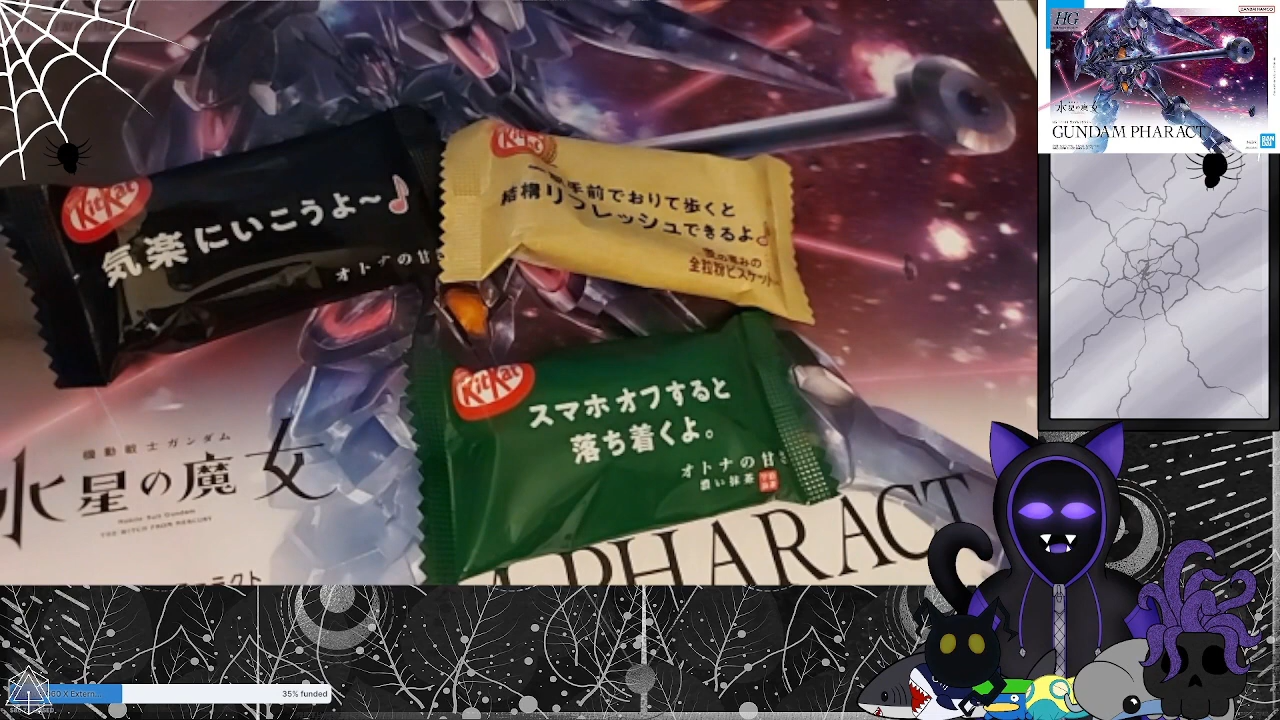 KitKat
気楽にいこうよ～♪
オトナの甘
KitKat
手前でおりて歩くと
結構リフレッシュできるよ♪
全粒粉ビスケット
KitKat
スマホオフすると
落ち着くよ。
オトナの甘さ
濃い抹茶
機動戦士ガンダム
水星の魔女
Mobile Suit Gundam
THE WITCH FROM MERCURY
PHARACT
HG
BANDAI NAMCO
水星の魔女
GUNDAM PHARACT
BANDAI
35% funded